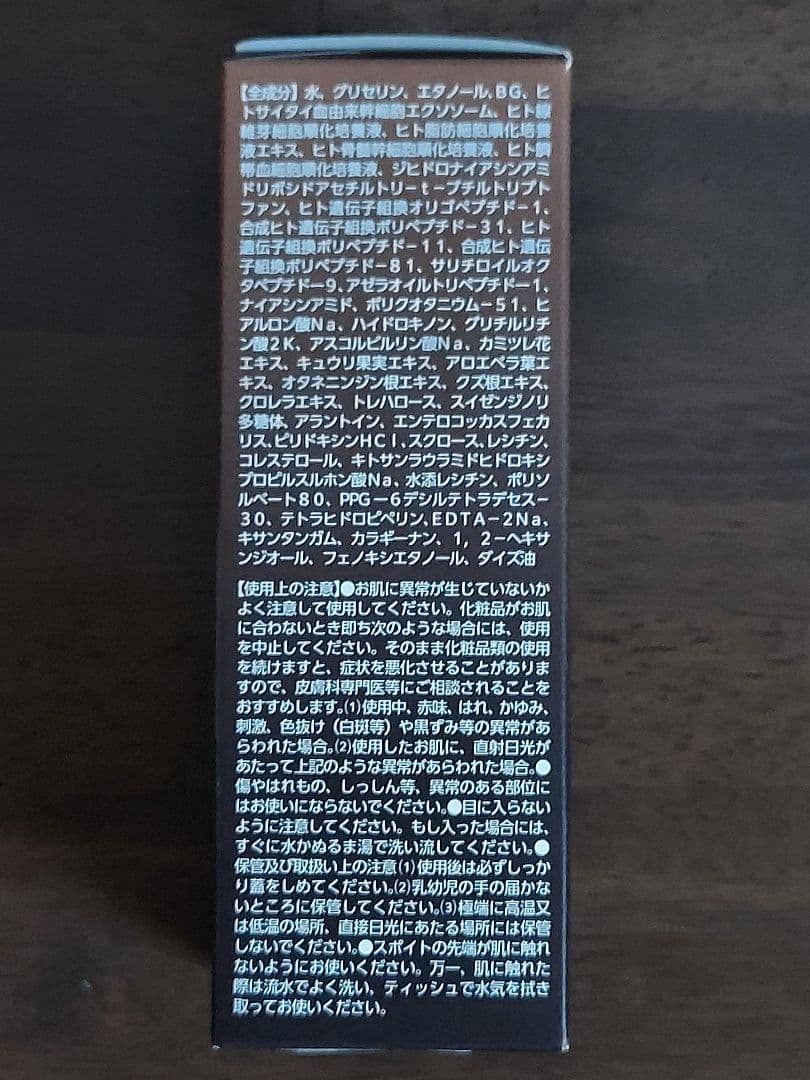 【全成分】水、グリセリン、エタノール、BG、ヒ
トサイタイ血由来幹細胞エクソソーム、ヒト線
維芽細胞順化培養液、ヒト脂肪細胞順化培養
液エキス、ヒト骨髄幹細胞順化培養液、ヒト臍
帯血細胞順化培養液、ジヒドロナイアシンアミ
ドリボシドアセチルトリーt-ブチルトリプト
ファン、ヒト遺伝子組換オリゴペプチド-1、
合成ヒト遺伝子組換ポリペプチド-31、ヒト
遺伝子組換ポリペプチド-11、合成ヒト遺伝
子組換ポリペプチド-81、サリチロイルオク
タペプチド-9、アゼラオイルトリペプチド-1、
ナイアシンアミド、ポリクオタニウム-51、ヒ
アルロン酸Na、ハイドロキノン、グリチルリチ
ン酸2K、アスコルビルリン酸Na、カミツレ花
エキス、キュウリ果実エキス、アロエベラ葉エ
キス、オタネニンジン根エキス、クズ根エキス、
クロレラエキス、トレハロース、スイゼンジノリ
多糖体、アラントイン、エンテロコッカスフェカ
リス、ピリドキシンHCl、スクロース、レシチン、
コレステロール、キトサンラウラミドヒドロキシ
プロピルスルホン酸Na、水添レシチン、ポリソ
ルベート80、PPG-6デシルテトラデセス-
30、テトラヒドロピペリン、EDTA-2Na、
キサンタンガム、カラギーナン、1,2-ヘキサ
ンジオール、フェノキシエタノール、ダイズ油
【使用上の注意】●お肌に異常が生じていないか
よく注意して使用してください。化粧品がお肌
に合わないとき即ち次のような場合には、使用
を中止してください。そのまま化粧品類の使用
を続けますと、症状を悪化させることがありま
すので、皮膚科専門医等にご相談されることを
おすすめします。(1)使用中、赤味、はれ、かゆみ、
刺激、色抜け（白斑等）や黒ずみ等の異常があ
らわれた場合。(2)使用したお肌に、直射日光が
あたって上記のような異常があらわれた場合。●
傷やはれもの、しっしん等、異常のある部位に
はお使いにならないでください。●目に入らない
ように注意してください。もし入った場合には、
すぐに水かぬるま湯で洗い流してください。●
保管及び取扱い上の注意(1)使用後は必ずしっか
り蓋をしめてください。(2)乳幼児の手の届かな
いところに保管してください。(3)極端に高温又
は低温の場所、直接日光にあたる場所には保管
しないでください。●スポイトの先端が肌に触れ
ないようにお使いください。万一、肌に触れた
際は流水でよく洗い、ティッシュで水気を拭き
取ってお使いください。